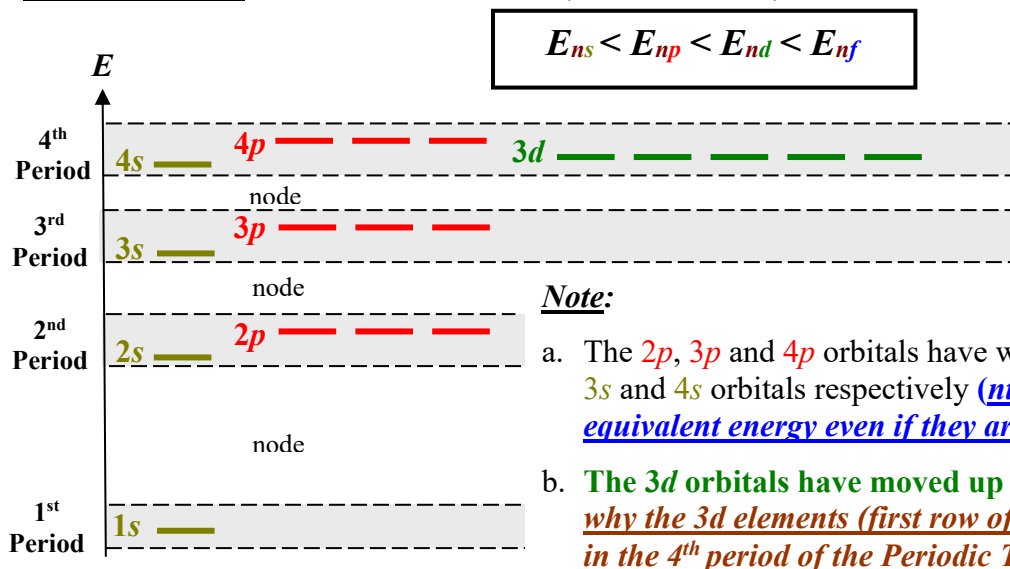 E_ns < E_np < E_nd < E_nf
E
4th Period
4s
4p
3d
node
3rd Period
3s
3p
node
2nd Period
2s
2p
node
1st Period
1s
Note:
a. The 2p, 3p and 4p orbitals have
3s and 4s orbitals respectively (
equivalent energy even if they
b. The 3d orbitals have moved up
why the 3d elements (first row of
in the 4th period of the Periodic